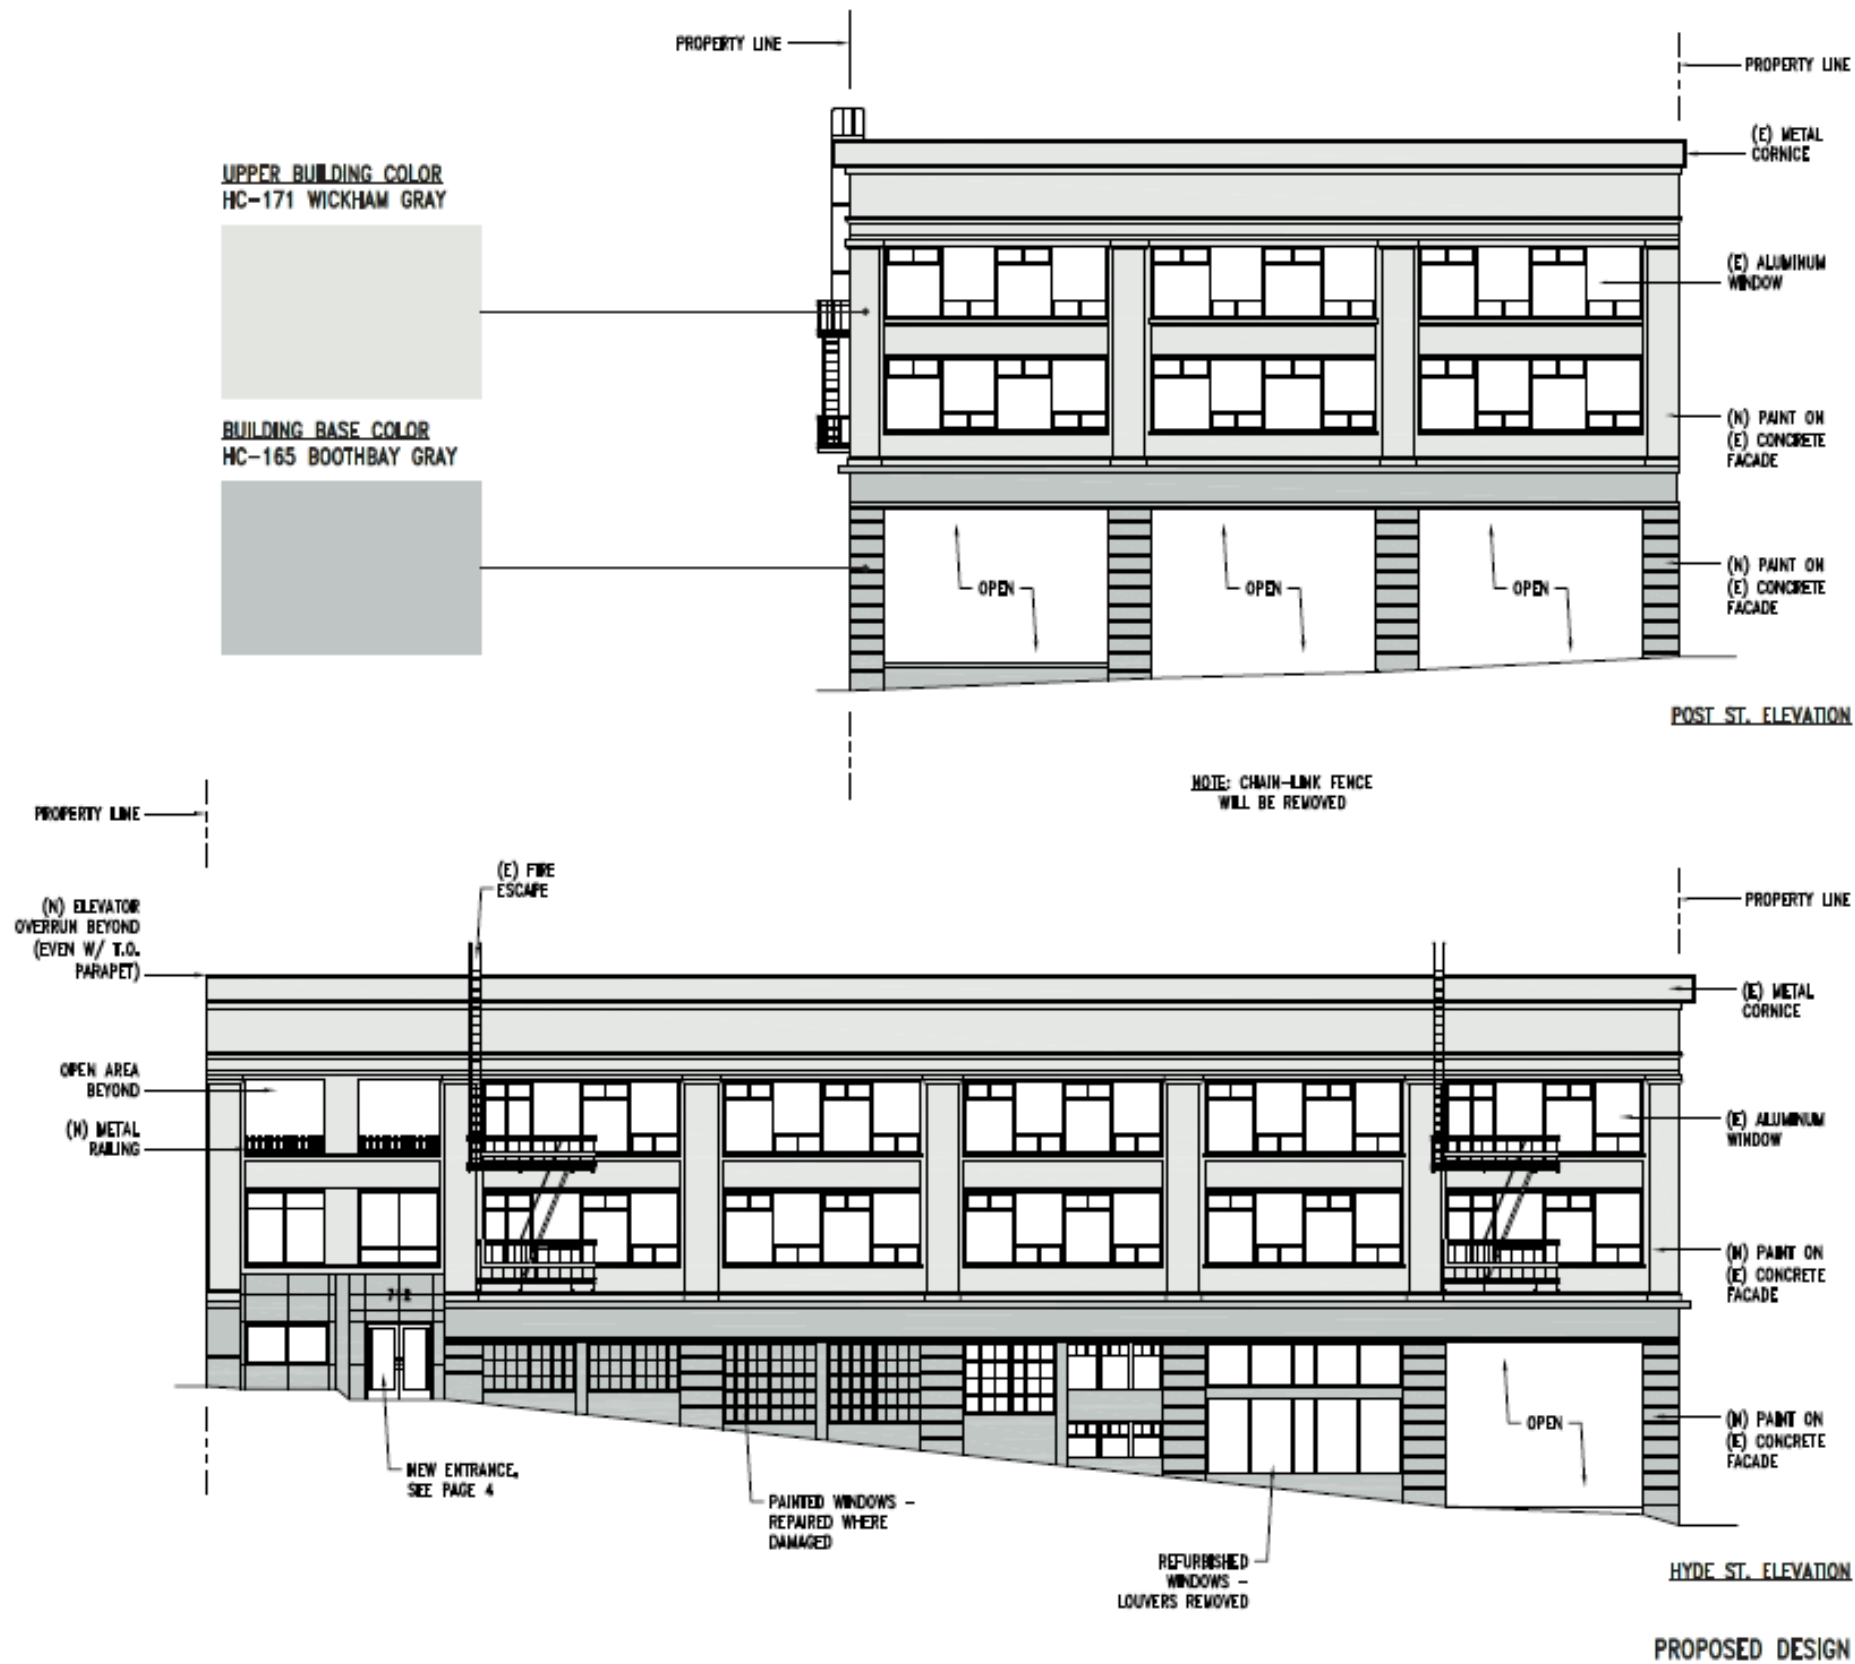 PROPERTY LINE
PROPERTY LINE
(E) METAL
CORNICE
UPPER BUILDING COLOR
HC-171 WICKHAM GRAY
(E) ALUMINUM
WINDOW
BUILDING BASE COLOR
HC-165 BOOTHBAY GRAY
(N) PAINT ON
(E) CONCRETE
FACADE
OPEN
OPEN
OPEN
(N) PAINT ON
(E) CONCRETE
FACADE
POST ST. ELEVATION
NOTE: CHAIN-LINK FENCE
WILL BE REMOVED
PROPERTY LINE
(E) FIRE
ESCAPE
PROPERTY LINE
(N) ELEVATOR
OVERRUN BEYOND
(EVEN W/ T.O.
PARAPET)
(E) METAL
CORNICE
OPEN AREA
BEYOND
(N) METAL
RAILING
(E) ALUMINUM
WINDOW
(N) PAINT ON
(E) CONCRETE
FACADE
OPEN
(N) PAINT ON
(E) CONCRETE
FACADE
NEW ENTRANCE,
SEE PAGE 4
PAINTED WINDOWS -
REPAIRED WHERE
DAMAGED
REFURBISHED
WINDOWS -
LOUVERS REMOVED
HYDE ST. ELEVATION
PROPOSED DESIGN